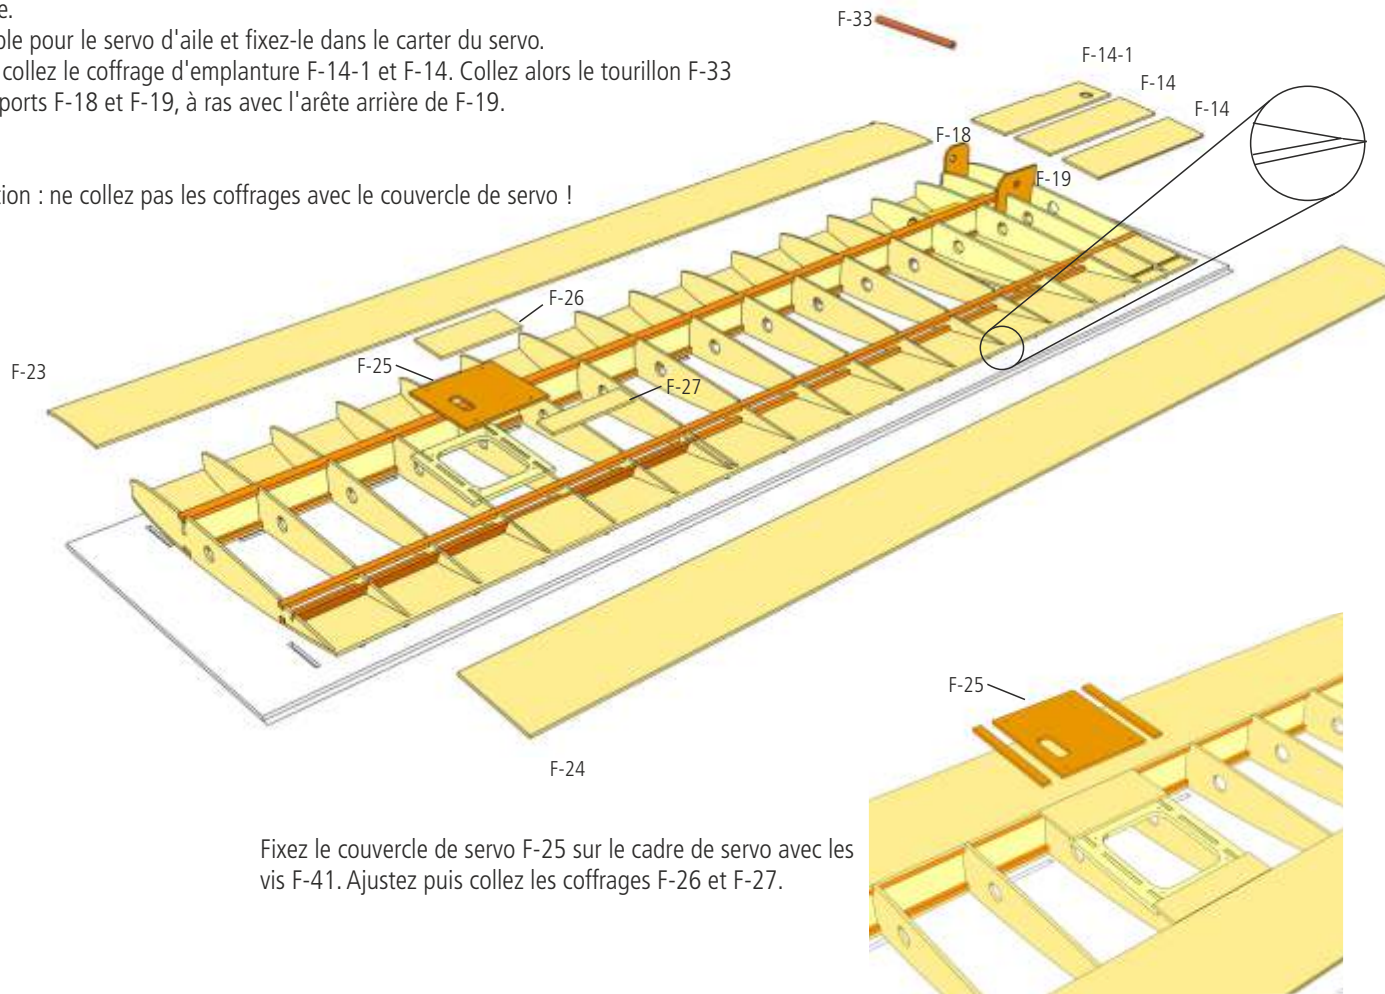 e.
ble pour le servo d'aile et fixez-le dans le carter du servo.
collez le coffrage d'emplanture F-14-1 et F-14. Collez alors le tourillon F-33
ports F-18 et F-19, à ras avec l'arête arrière de F-19.
tion : ne collez pas les coffrages avec le couvercle de servo !
F-33
F-14-1
F-14
F-14
F-18
F-19
F-26
F-25
F-27
F-23
F-24
F-25
Fixez le couvercle de servo F-25 sur le cadre de servo avec les
vis F-41. Ajustez puis collez les coffrages F-26 et F-27.